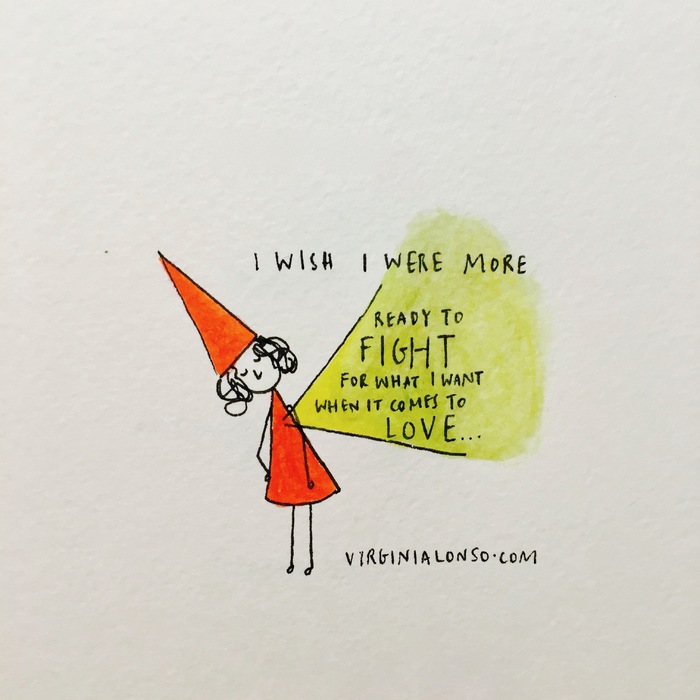 I WISH I WERE MORE
READY TO
FIGHT
FOR WHAT I WANT
WHEN IT COMES TO
LOVE...
VIRGINIALONSO.COM